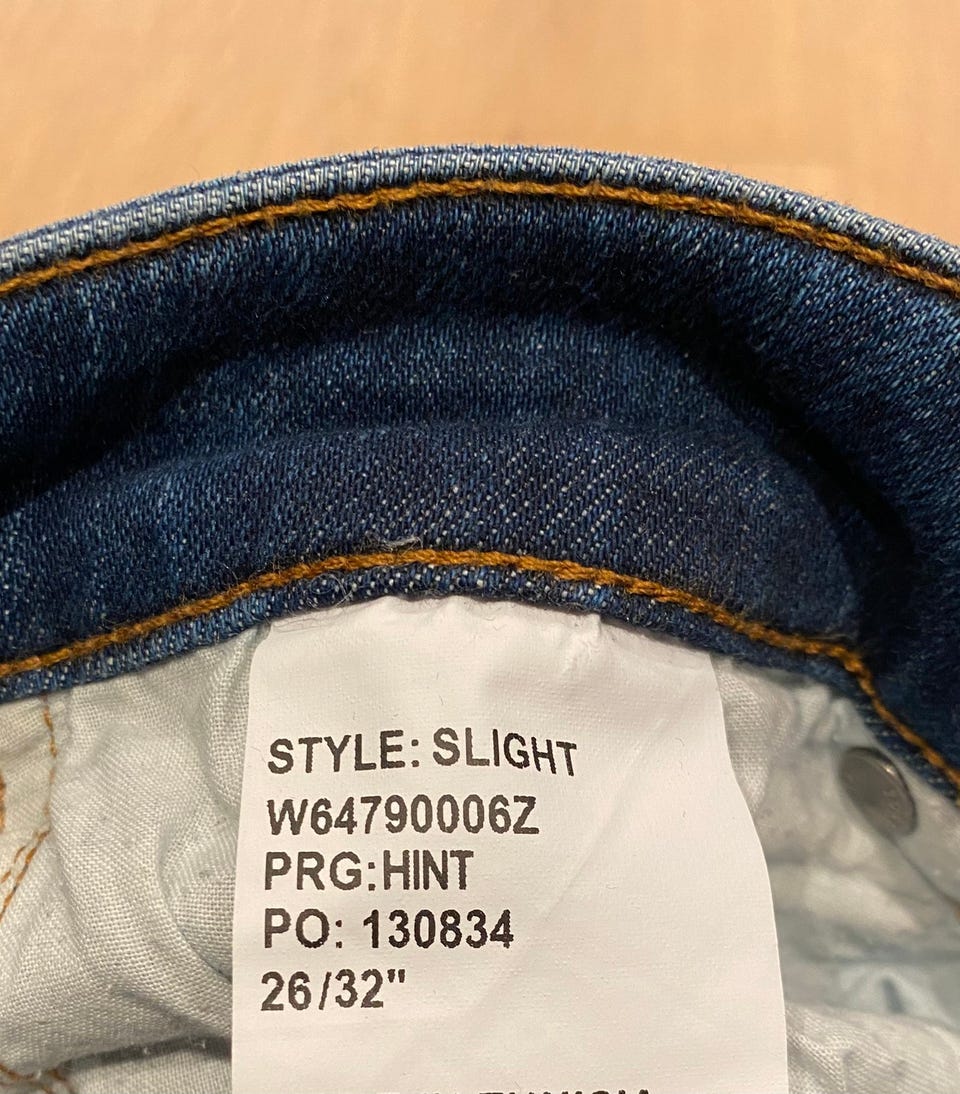 STYLE: SLIGHT
W64790006Z
PRG:HINT
PO: 130834
26/32"